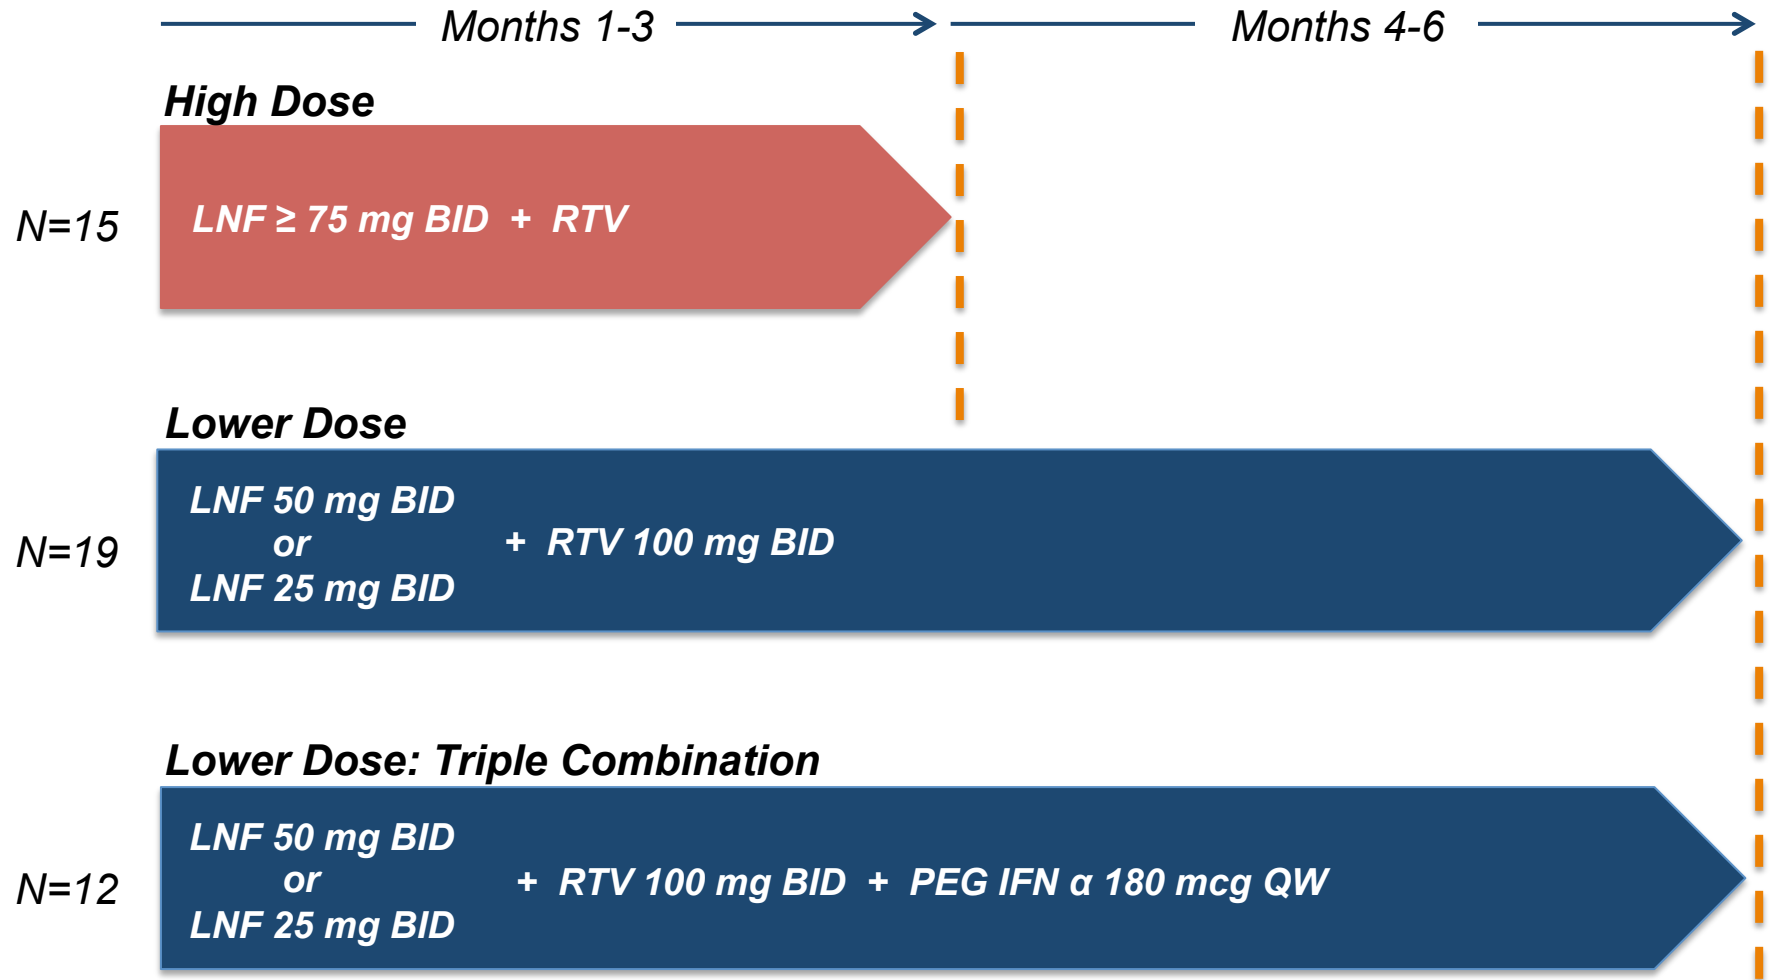 Months 1-3
Months 4-6
High Dose
N=15
LNF ≥ 75 mg BID + RTV
Lower Dose
N=19
LNF 50 mg BID
or
+ RTV 100 mg BID
LNF 25 mg BID
Lower Dose: Triple Combination
N=12
LNF 50 mg BID
or
+ RTV 100 mg BID + PEG IFN α 180 mcg QW
LNF 25 mg BID